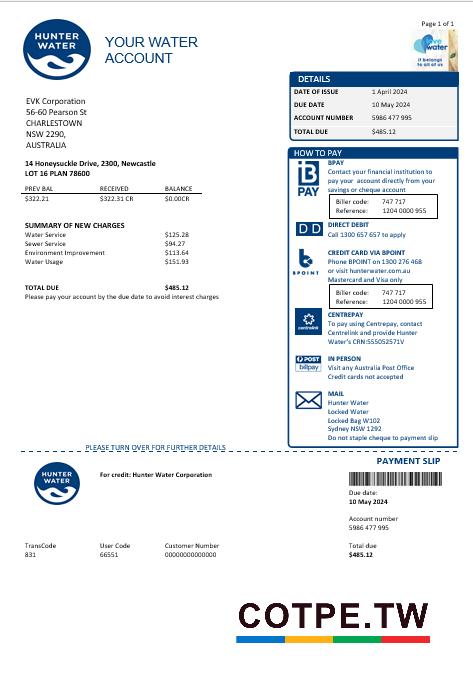 Page 1 of 1
HUNTER
WATER
YOUR WATER
ACCOUNT
love
water
it belongs
to all of us
DETAILS
DATE OF ISSUE 1 April 2024
DUE DATE 10 May 2024
ACCOUNT NUMBER 5986 477 995
TOTAL DUE $485.12
EVK Corporation
56-60 Pearson St
CHARLESTOWN
NSW 2290,
AUSTRALIA
14 Honeysuckle Drive, 2300, Newcastle
LOT 16 PLAN 78600
PREV BAL RECEIVED BALANCE
$322.21 $322.31 CR $0.00CR
SUMMARY OF NEW CHARGES
Water Service $125.28
Sewer Service $94.27
Environment Improvement $113.64
Water Usage $151.93
TOTAL DUE $485.12
Please pay your account by the due date to avoid interest charges
HOW TO PAY
B
PAY
BPAY
Contact your financial institution to
pay your account directly from your
savings or cheque account
Biller code: 747 717
Reference: 1204 0000 955
D D
DIRECT DEBIT
Call 1300 657 657 to apply
BPOINT
CREDIT CARD VIA BPOINT
Phone BPOINT on 1300 276 468
or visit hunterwater.com.au
Mastercard and Visa only
Biller code: 747 717
Reference: 1204 0000 955
centrelink
CENTREPAY
To pay using Centrepay, contact
Centrelink and provide Hunter
Water's CRN:555052571V
POST
billpay
IN PERSON
Visit any Australia Post Office
Credit cards not accepted
MAIL
Hunter Water
Locked Water
Locked Bag W102
Sydney NSW 1292
Do not staple cheque to payment slip
PLEASE TURN OVER FOR FURTHER DETAILS
HUNTER
WATER
For credit: Hunter Water Corporation
PAYMENT SLIP
Due date:
10 May 2024
Account number
5986 477 995
TransCode User Code Customer Number Total due
831 66551 00000000000000 $485.12
COTPE.TW